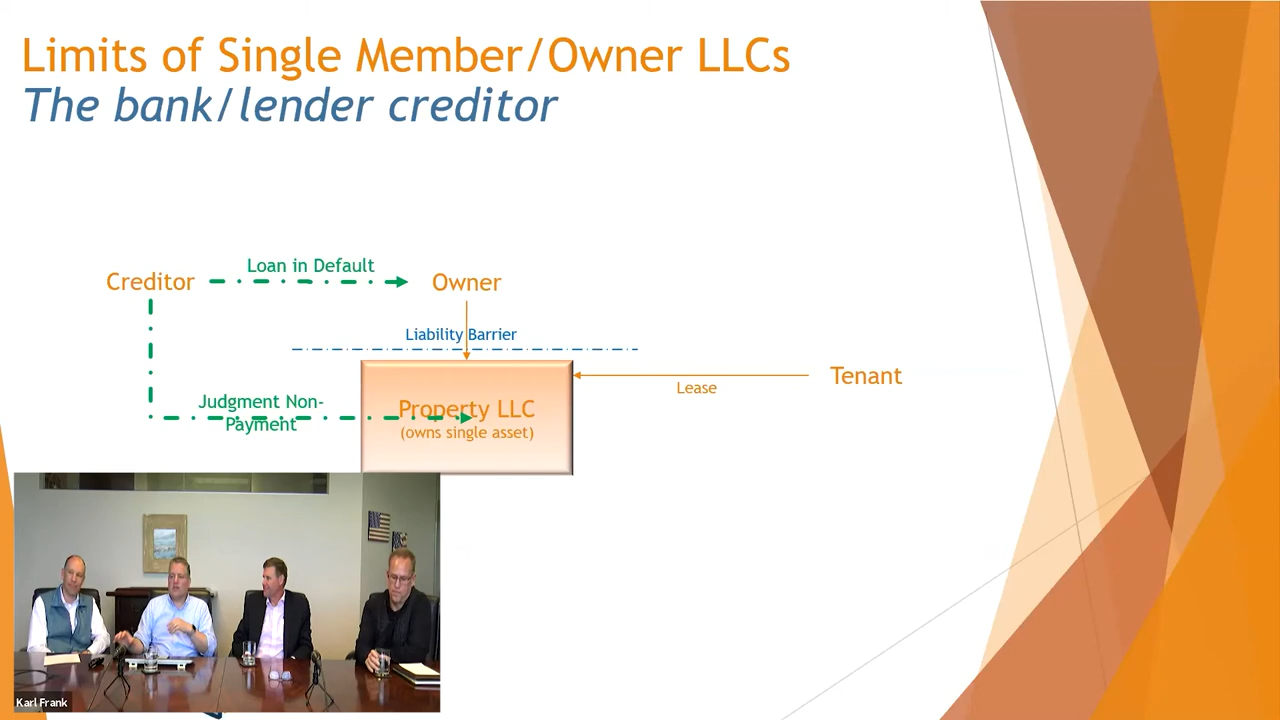 Limits of Single Member/Owner LLCs
The bank/lender creditor
Loan in Default
Creditor
Owner
Liability Barrier
Tenant
Lease
Judgment Non-
Payment
Property LLC
(owns single asset)
Karl Frank